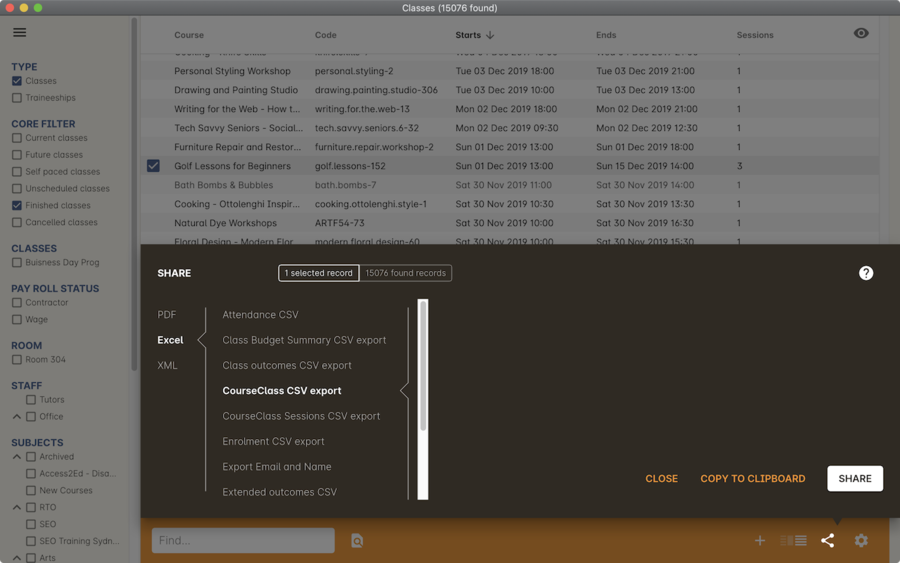 Classes (15076 found)
Course Code Starts Ends Sessions
Personal Styling Workshop personal.styling-2 Tue 03 Dec 2019 18:00 Tue 03 Dec 2019 21:00 1
Drawing and Painting Studio drawing.painting.studio-306 Tue 03 Dec 2019 10:00 Tue 03 Dec 2019 13:00 1
Writing for the Web - How t... writing.for.the.web-13 Mon 02 Dec 2019 18:00 Mon 02 Dec 2019 21:00 1
Tech Savvy Seniors - Social... tech.savvy.seniors.6-32 Mon 02 Dec 2019 09:30 Mon 02 Dec 2019 12:30 1
Furniture Repair and Restor... furniture.repair.workshop-2 Sun 01 Dec 2019 13:00 Sun 01 Dec 2019 18:00 1
Golf Lessons for Beginners golf.lessons-152 Sun 01 Dec 2019 13:00 Sun 15 Dec 2019 14:00 3
Bath Bombs & Bubbles bath.bombs-7 Sat 30 Nov 2019 11:00 Sat 30 Nov 2019 14:00 1
Cooking - Ottolenghi Inspir... cooking.ottolenghi.style-1 Sat 30 Nov 2019 10:30 Sat 30 Nov 2019 13:30 1
Natural Dye Workshops ARTF54-73 Sat 30 Nov 2019 10:00 Sat 30 Nov 2019 16:30 1
Floral Design - Modern Flor... modern.floral.design-60 Sat 30 Nov 2019 10:00 Sat 30 Nov 2019 15:30 1
TYPE
Classes
Traineeships
CORE FILTER
Current classes
Future classes
Self paced classes
Unscheduled classes
Finished classes
Cancelled classes
CLASSES
Buisness Day Prog
PAY ROLL STATUS
Contractor
Wage
ROOM
Room 304
STAFF
Tutors
Office
SUBJECTS
Archived
Access2Ed - Disa...
New Courses
RTO
SEO
SEO Training Sydn...
Arts
SHARE 1 selected record 15076 found records ?
PDF
Excel
XML
Attendance CSV
Class Budget Summary CSV export
Class outcomes CSV export
CourseClass CSV export
CourseClass Sessions CSV export
Enrolment CSV export
Export Email and Name
Extended outcomes CSV
CLOSE COPY TO CLIPBOARD SHARE
Find...